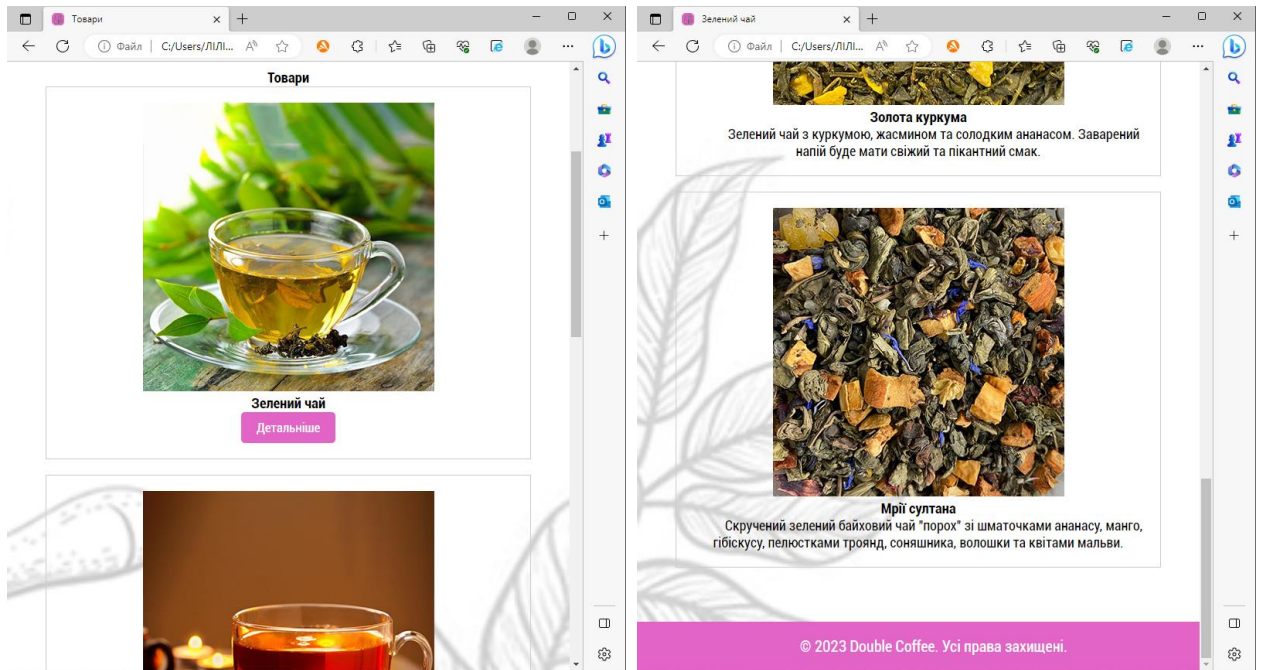 Товари
Файл
C:/Users/ЛІЛІ...
Товари
Зелений чай
Детальніше
Зелений чай
Файл
C:/Users/ЛІЛІ...
Золота куркума
Зелений чай з куркумою, жасмином та солодким ананасом. Заварений
напій буде мати свіжий та пікантний смак.
Мрії султана
Скручений зелений байховий чай "порох" зі шматочками ананасу, манго,
гібіскусу, пелюстками троянд, соняшника, волошки та квітами мальви.
© 2023 Double Coffee. Усі права захищені.